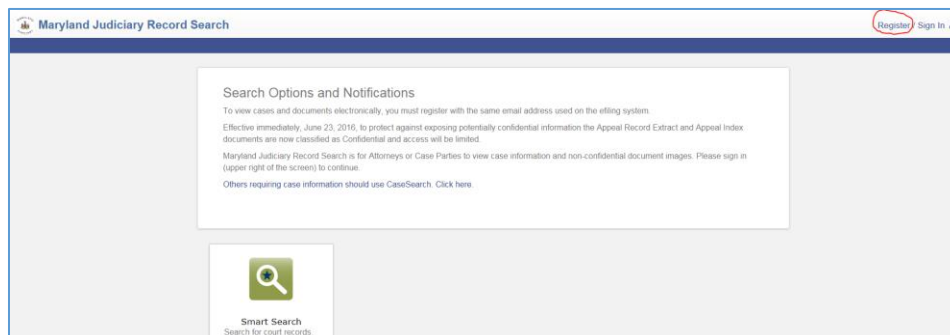 Maryland Judiciary Record Search
Register / Sign In
Search Options and Notifications
To view cases and documents electronically, you must register with the same email address used on the efiling system.
Effective immediately, June 23, 2016, to protect against exposing potentially confidential information the Appeal Record Extract and Appeal Index
documents are now classified as Confidential and access will be limited.
Maryland Judiciary Record Search is for Attorneys or Case Parties to view case information and non-confidential document images. Please sign in
(upper right of the screen) to continue.
Others requiring case information should use CaseSearch. Click here.
Smart Search
Search for court records.